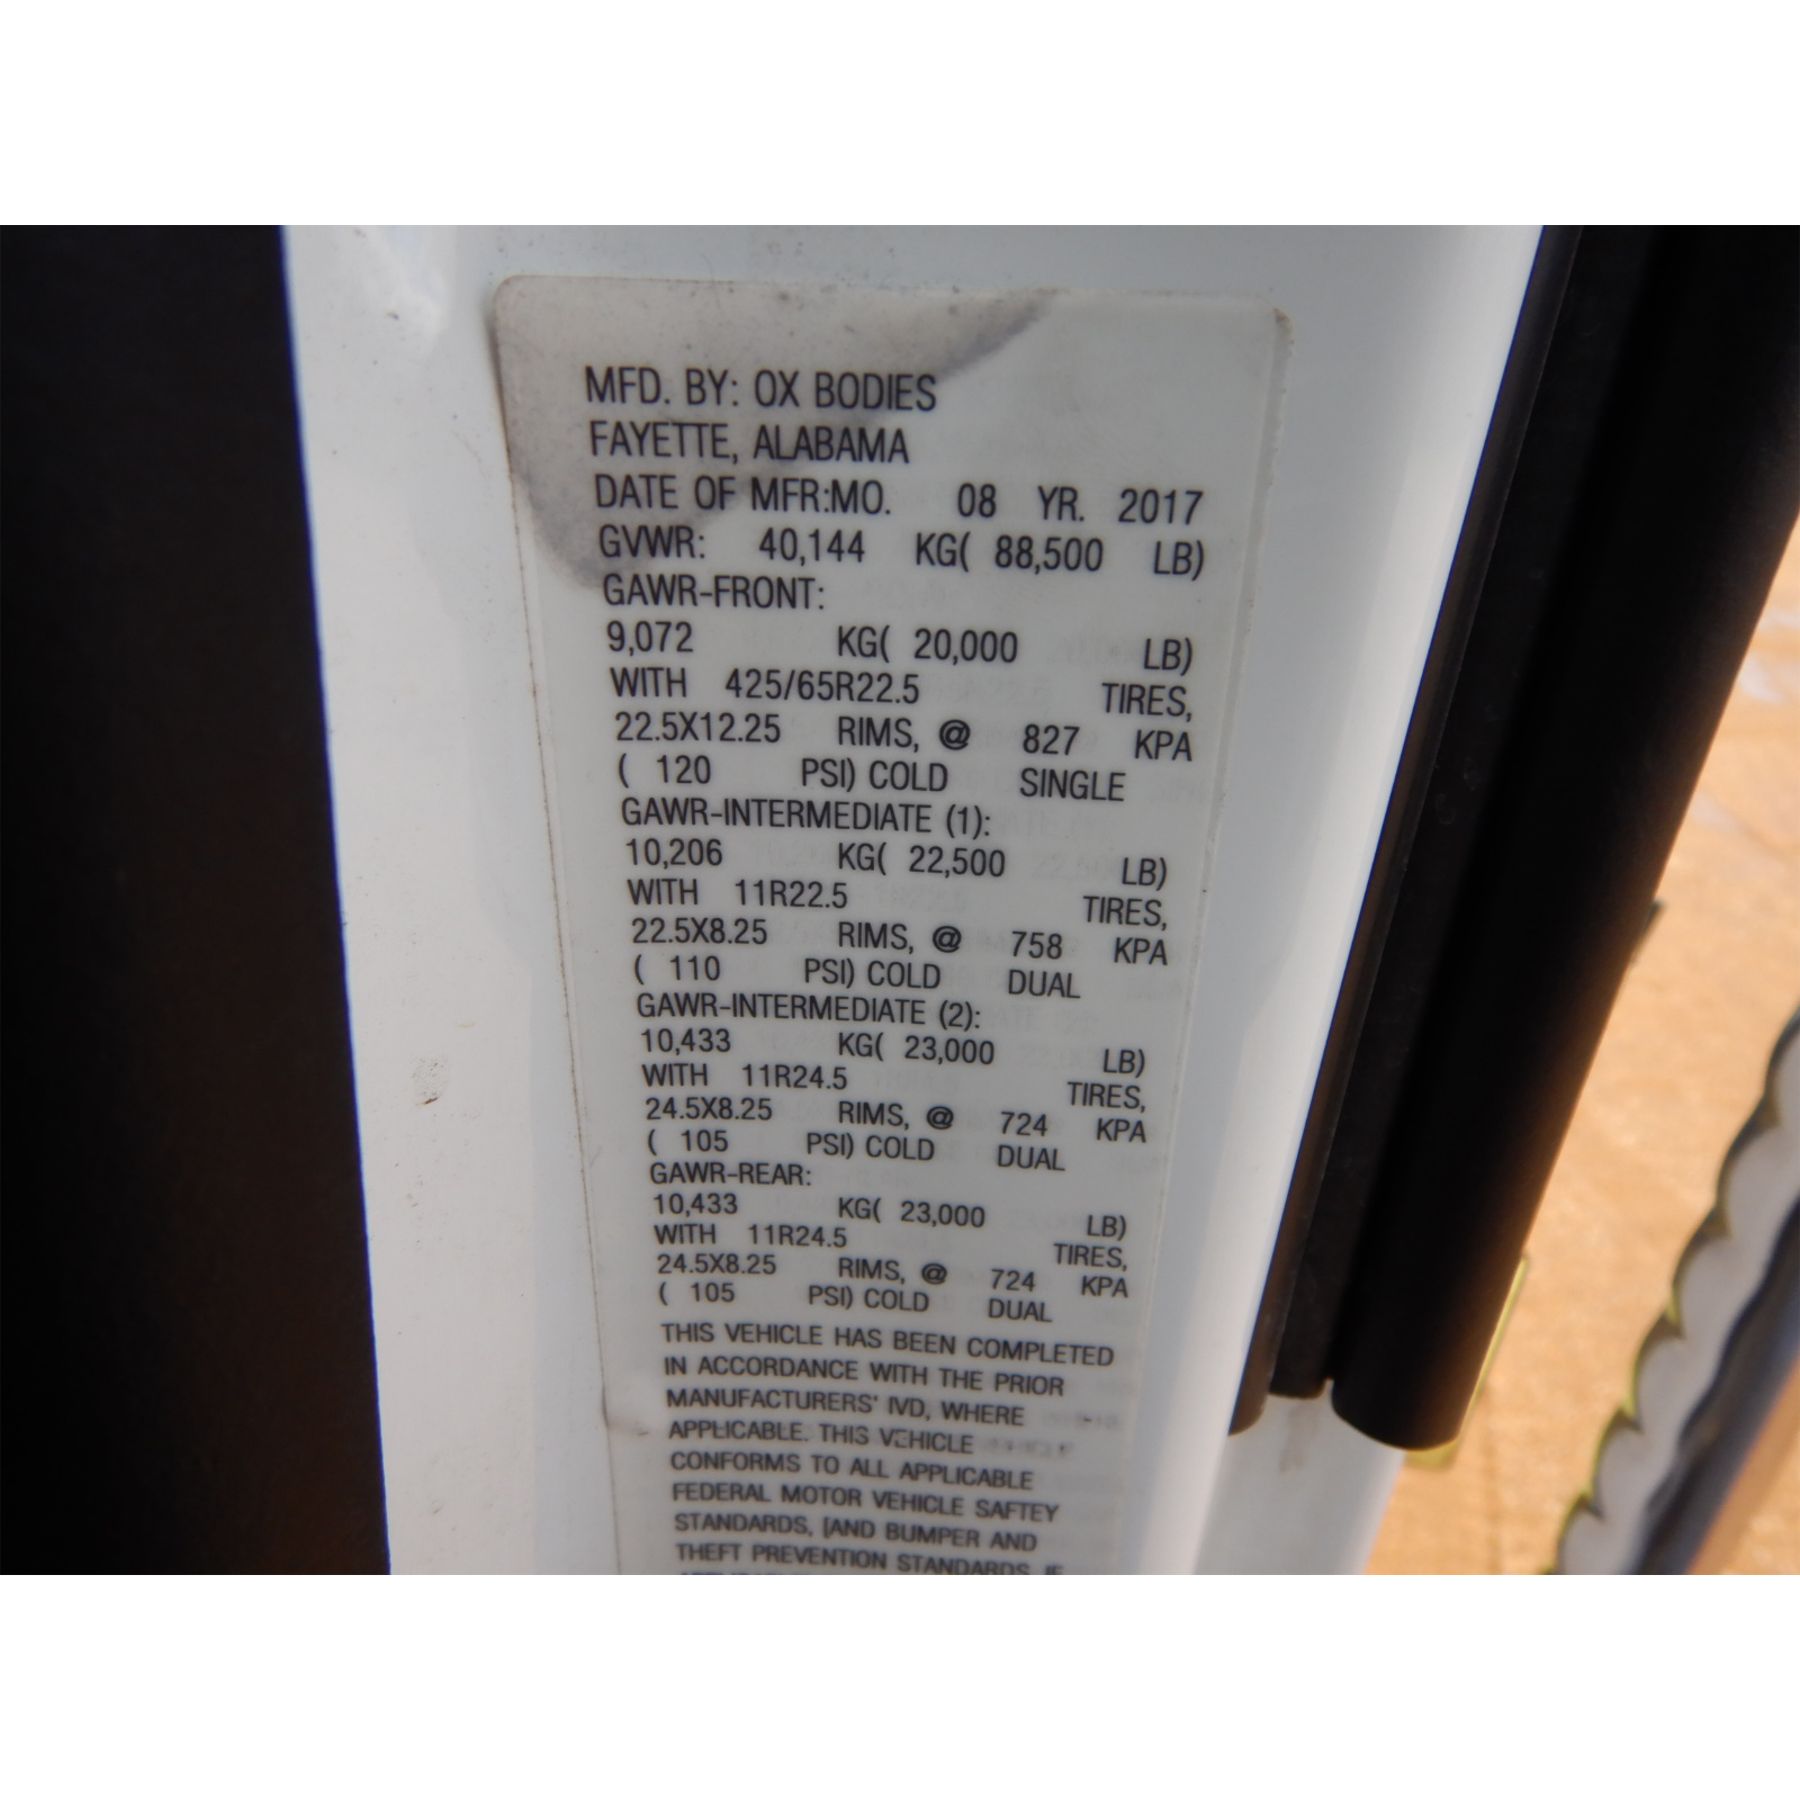 MFD. BY: OX BODIES
FAYETTE, ALABAMA
DATE OF MFR:MO. 08 YR. 2017
GVWR: 40,144 KG( 88,500 LB)
GAWR-FRONT:
9,072 KG( 20,000 LB)
WITH 425/65R22.5 TIRES,
22.5X12.25 RIMS, @ 827 KPA
( 120 PSI) COLD SINGLE
GAWR-INTERMEDIATE (1):
10,206 KG( 22,500 LB)
WITH 11R22.5 TIRES,
22.5X8.25 RIMS, @ 758 KPA
( 110 PSI) COLD DUAL
GAWR-INTERMEDIATE (2):
10,433 KG( 23,000 LB)
WITH 11R24.5 TIRES,
24.5X8.25 RIMS, @ 724 KPA
( 105 PSI) COLD DUAL
GAWR-REAR:
10,433 KG( 23,000 LB)
WITH 11R24.5 TIRES,
24.5X8.25 RIMS, @ 724 KPA
( 105 PSI) COLD DUAL
THIS VEHICLE HAS BEEN COMPLETED
IN ACCORDANCE WITH THE PRIOR
MANUFACTURERS' IVD, WHERE
APPLICABLE. THIS VEHICLE
CONFORMS TO ALL APPLICABLE
FEDERAL MOTOR VEHICLE SAFTEY
STANDARDS, [AND BUMPER AND
THEFT PREVENTION STANDARDS, IF